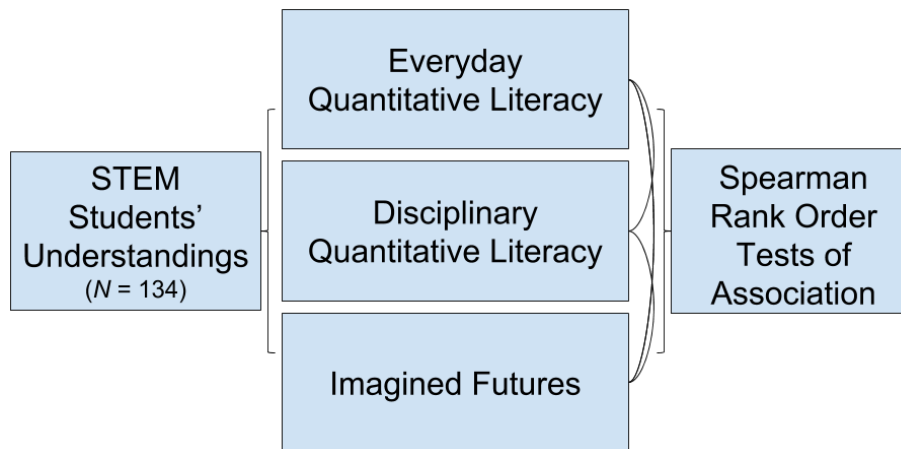 STEM
Students’
Understandings
(N = 134)
Everyday
Quantitative Literacy
Disciplinary
Quantitative Literacy
Imagined Futures
Spearman
Rank Order
Tests of
Association